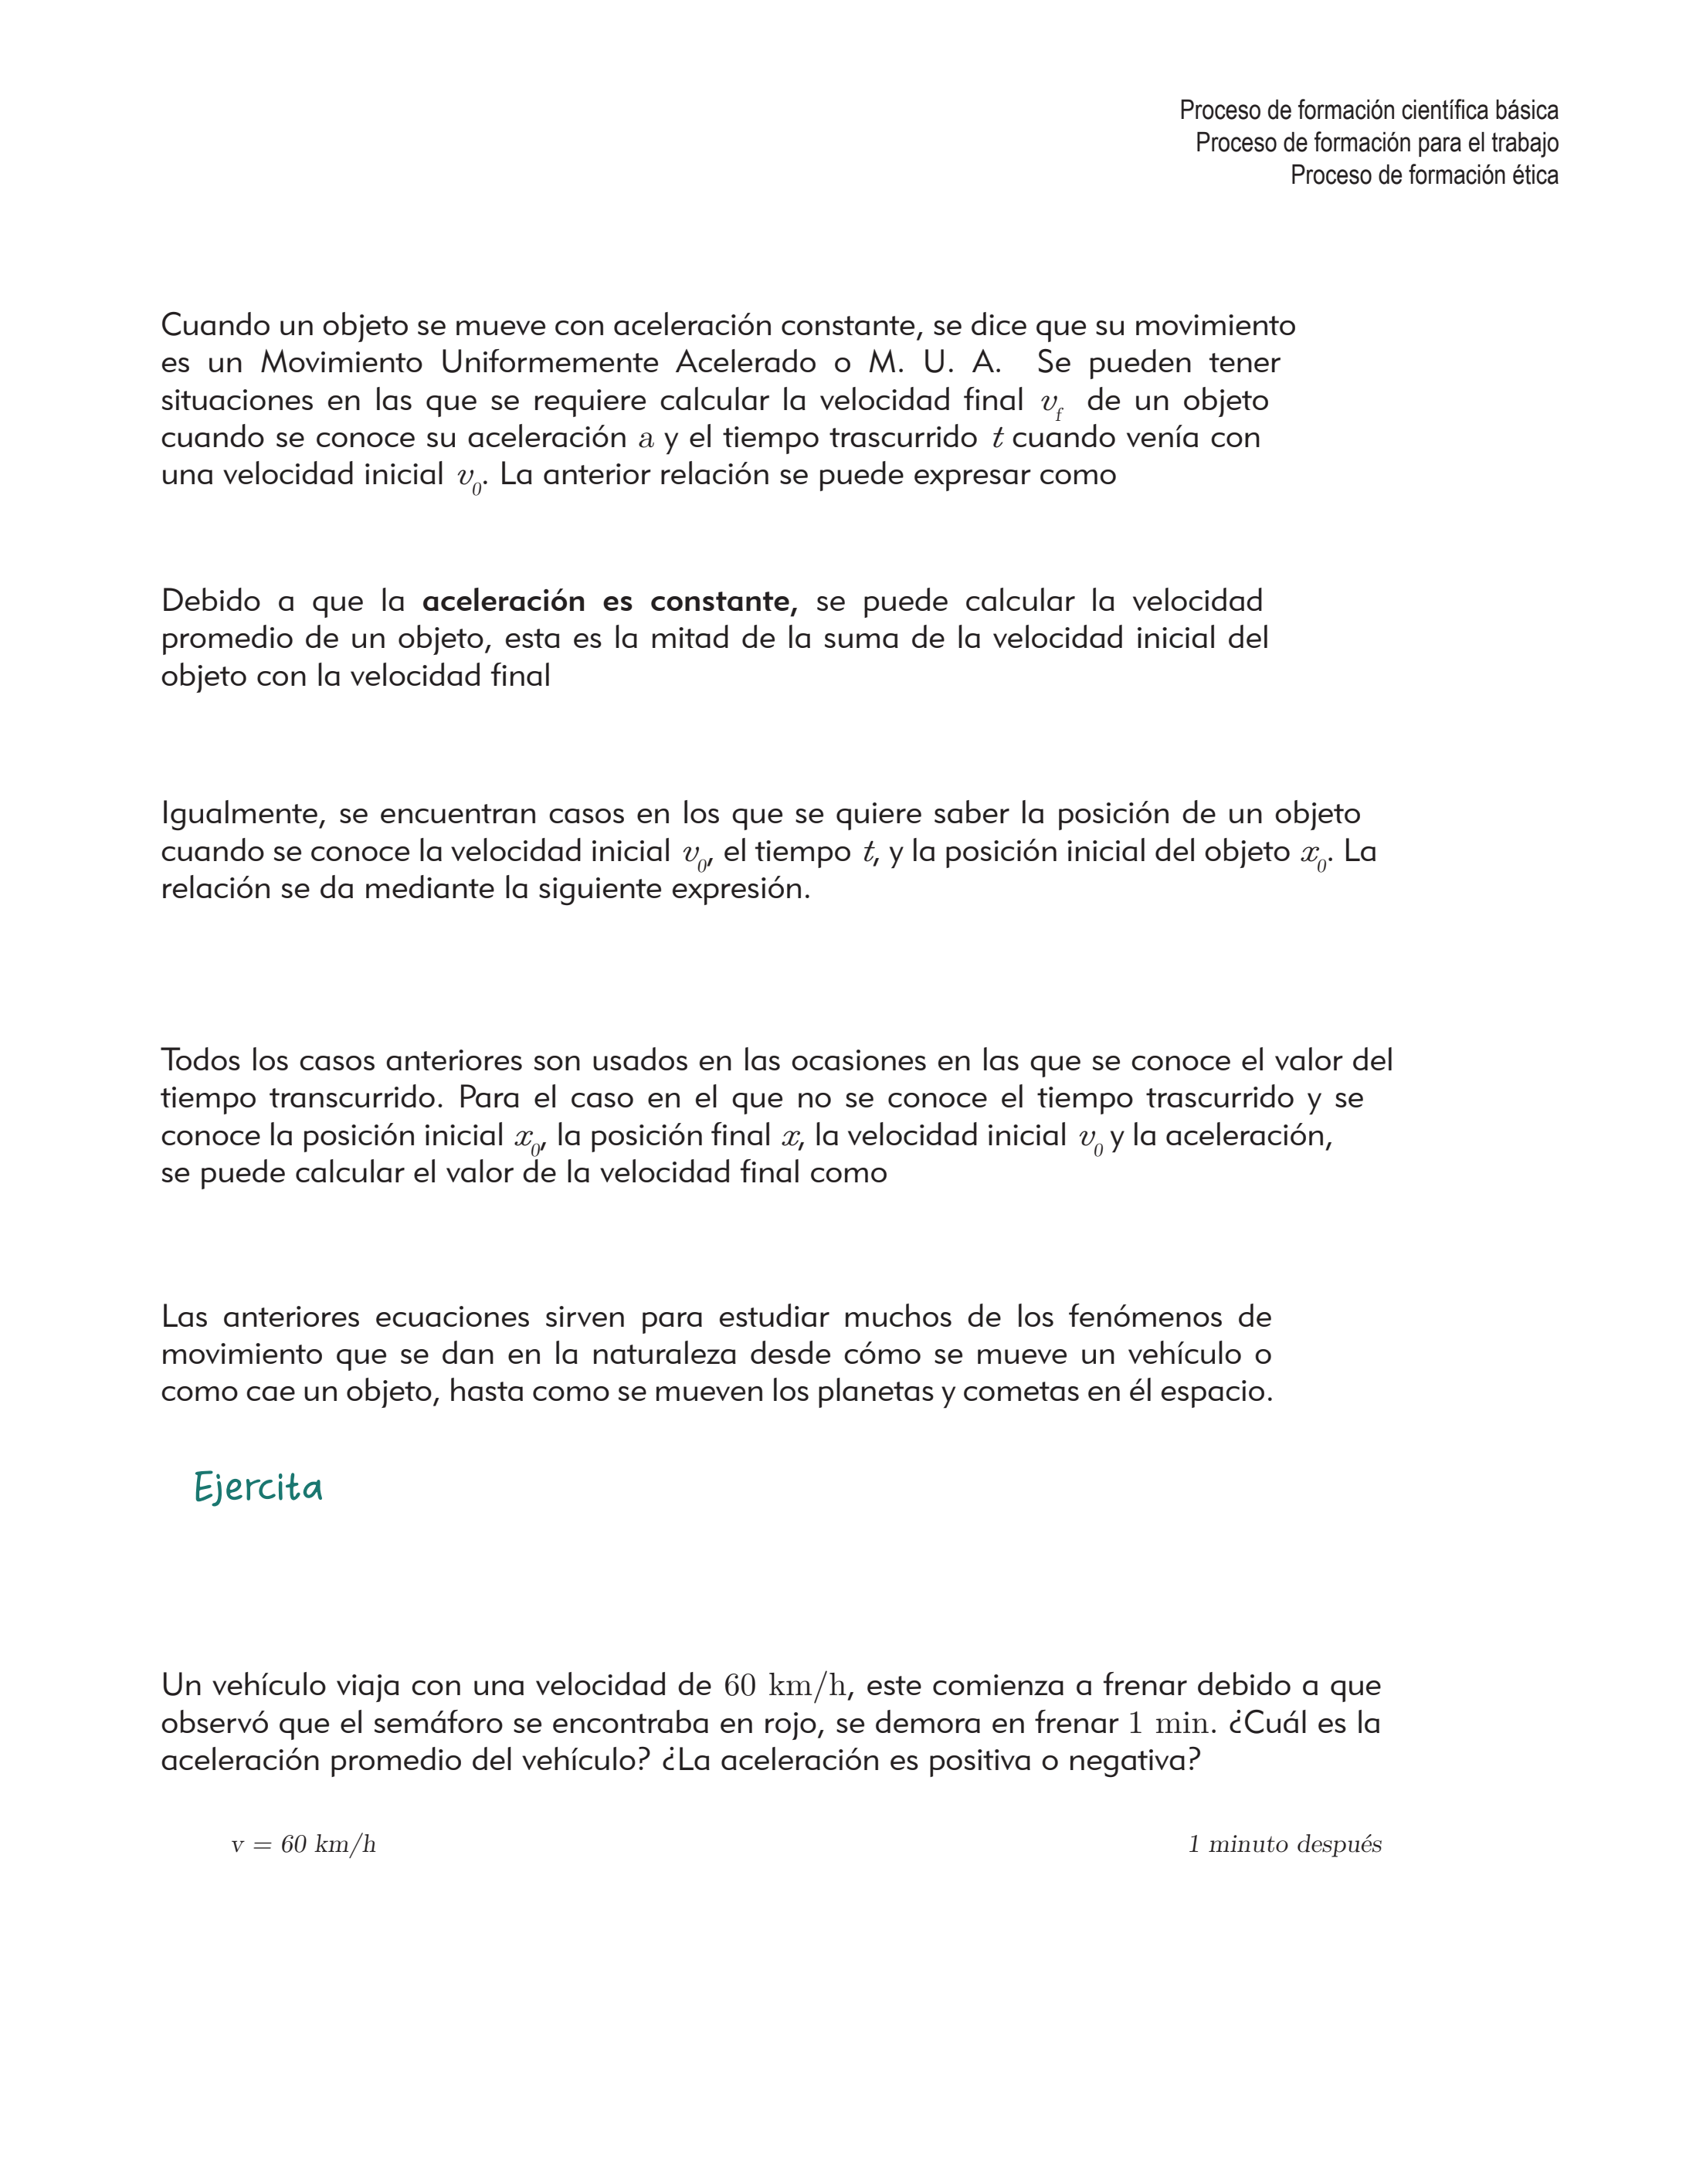 Proceso de formación científica básica
Proceso de formación para el trabajo
Proceso de formación ética
Cuando un objeto se mueve con aceleración constante, se dice que su movimiento
es un Movimiento Uniformemente Acelerado o M. U. A. Se pueden tener
situaciones en las que se requiere calcular la velocidad final v_f de un objeto
cuando se conoce su aceleración a y el tiempo trascurrido t cuando venía con
una velocidad inicial v_0. La anterior relación se puede expresar como
Debido a que la aceleración es constante, se puede calcular la velocidad
promedio de un objeto, esta es la mitad de la suma de la velocidad inicial del
objeto con la velocidad final
Igualmente, se encuentran casos en los que se quiere saber la posición de un objeto
cuando se conoce la velocidad inicial v_0, el tiempo t, y la posición inicial del objeto x_0. La
relación se da mediante la siguiente expresión.
Todos los casos anteriores son usados en las ocasiones en las que se conoce el valor del
tiempo transcurrido. Para el caso en el que no se conoce el tiempo trascurrido y se
conoce la posición inicial x_0, la posición final x, la velocidad inicial v_0 y la aceleración,
se puede calcular el valor de la velocidad final como
Las anteriores ecuaciones sirven para estudiar muchos de los fenómenos de
movimiento que se dan en la naturaleza desde cómo se mueve un vehículo o
como cae un objeto, hasta como se mueven los planetas y cometas en él espacio.
Ejercita
Un vehículo viaja con una velocidad de 60 km/h, este comienza a frenar debido a que
observó que el semáforo se encontraba en rojo, se demora en frenar 1 min. ¿Cuál es la
aceleración promedio del vehículo? ¿La aceleración es positiva o negativa?
v = 60 km/h
1 minuto después